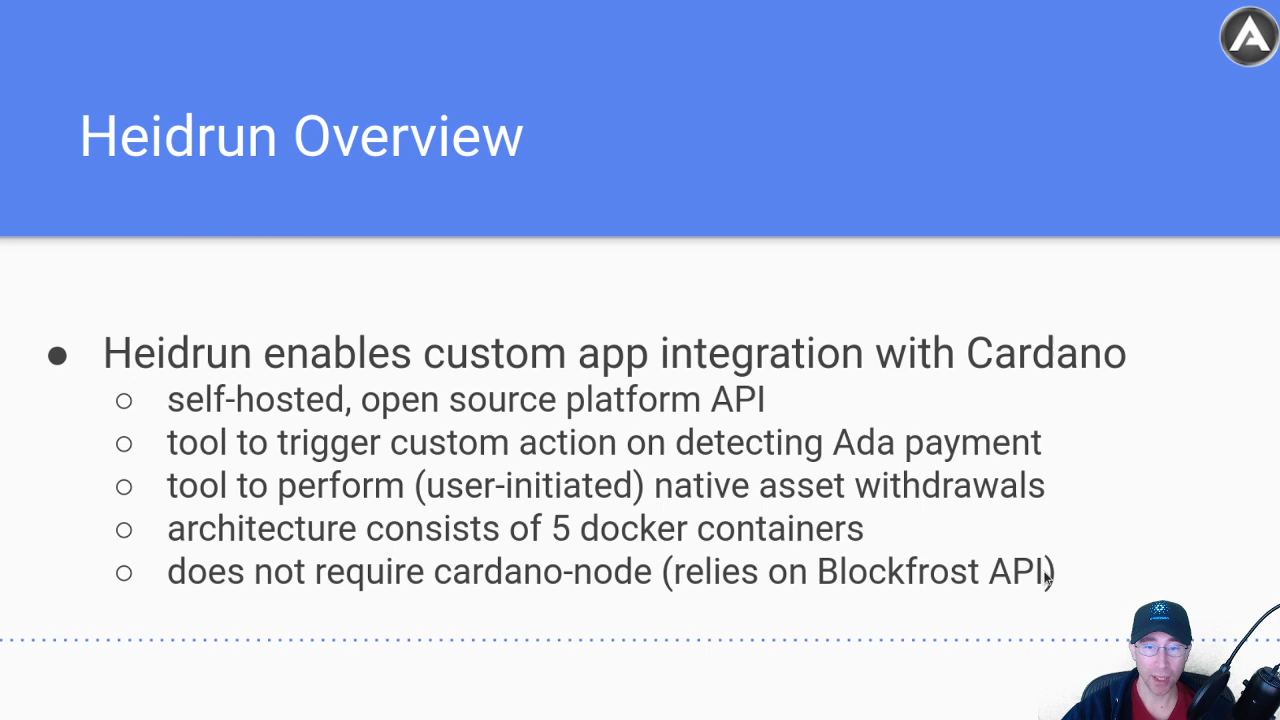 Heidrun Overview
● Heidrun enables custom app integration with Cardano
○ self-hosted, open source platform API
○ tool to trigger custom action on detecting Ada payment
○ tool to perform (user-initiated) native asset withdrawals
○ architecture consists of 5 docker containers
○ does not require cardano-node (relies on Blockfrost API)